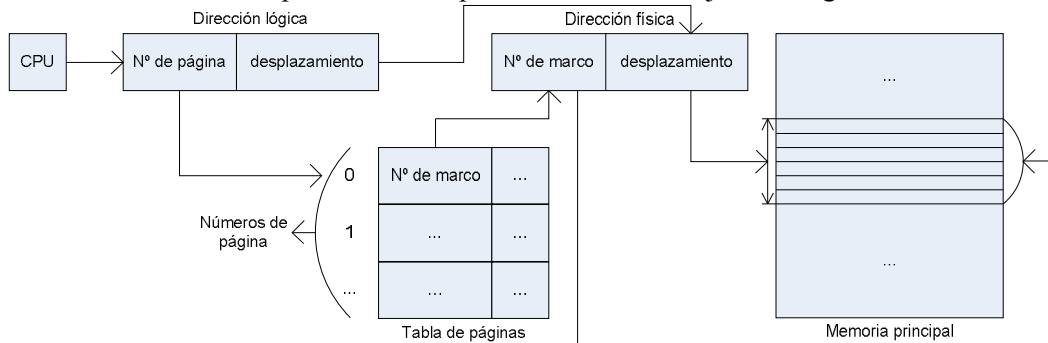 Dirección lógica
Dirección física
CPU
Nº de página
desplazamiento
Nº de marco
desplazamiento
...
0
Nº de marco
...
Números de
página
1
...
...
...
...
...
...
Tabla de páginas
Memoria principal